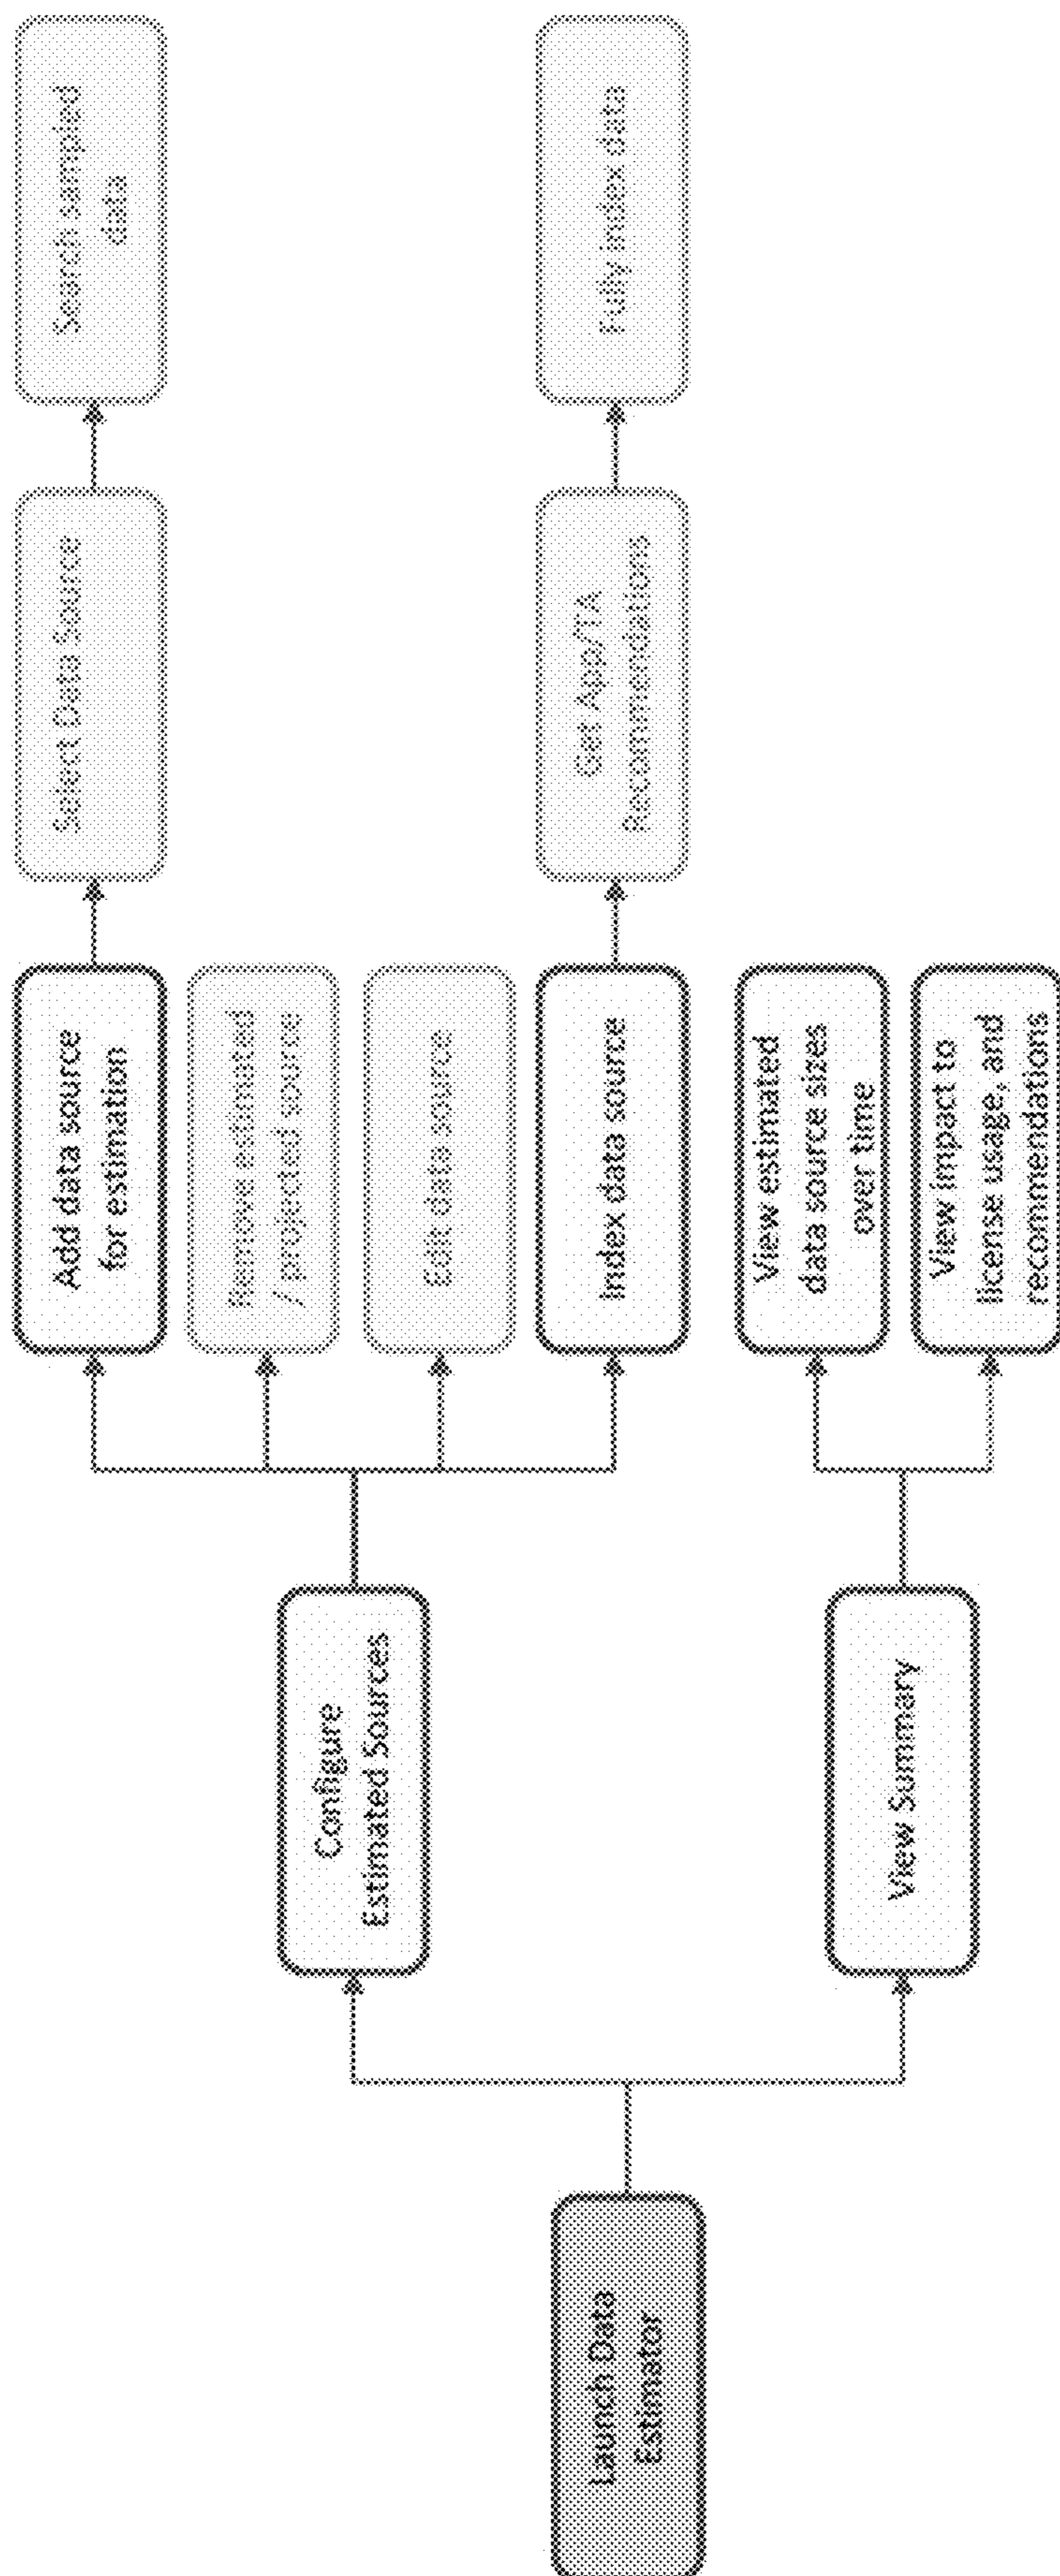 Launch Data
Estimator
Configure
Estimated Sources
View Summary
Add data source
for estimation
Remove estimated
/ projected source
Edit data source
Index data source
View estimated
data source sizes
over time
View impact to
license usage, and
recommendations
Select Data Source
Search sampled
data
Get App/TA
Recommendations
Fully index data